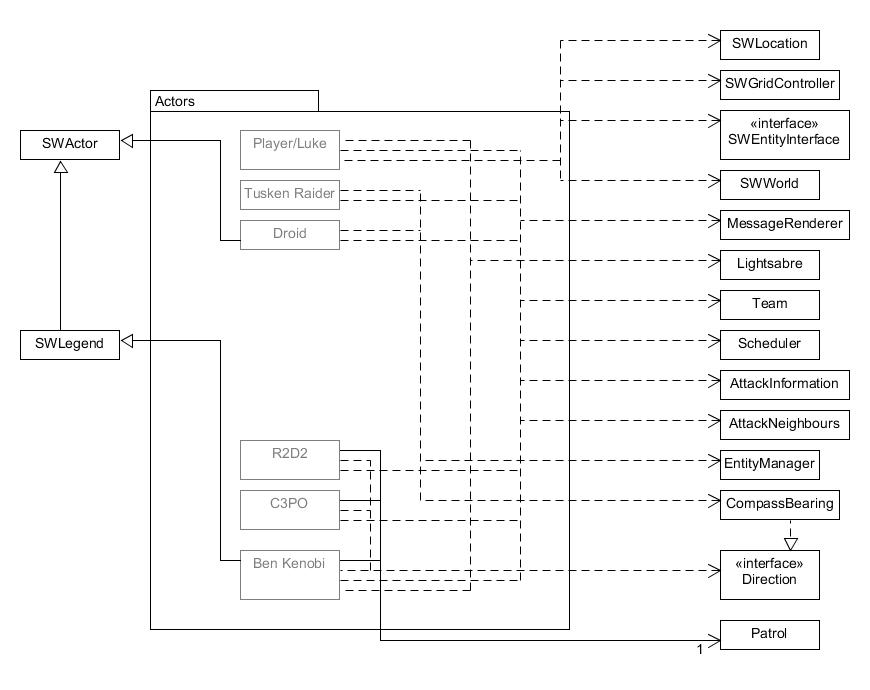 SWLocation
SWGridController
Actors
«interface»
SWEntityInterface
SWActor
Player/Luke
SWWorld
Tusken Raider
MessageRenderer
Droid
Lightsabre
Team
SWLegend
Scheduler
AttackInformation
AttackNeighbours
R2D2
EntityManager
C3PO
CompassBearing
Ben Kenobi
«interface»
Direction
Patrol
1